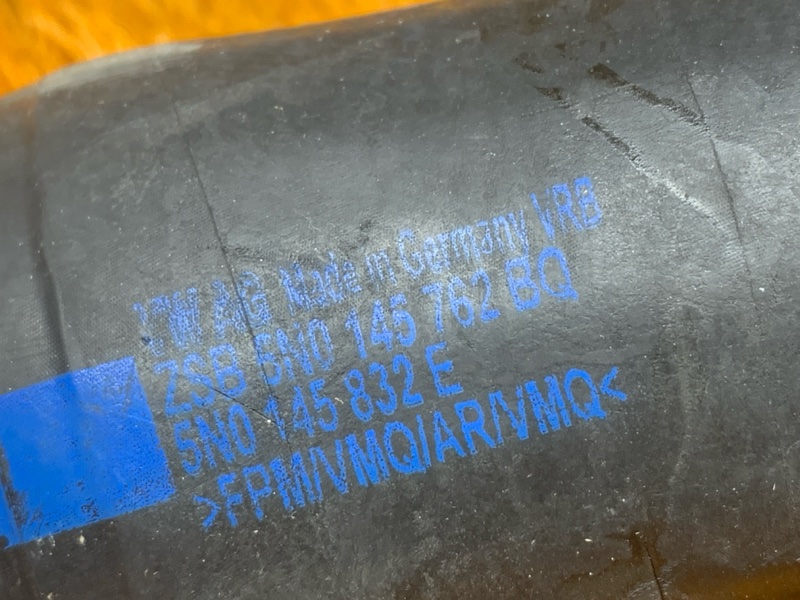 VW AG Made in Germany VRB
ZSB 5N0 145 762 BQ
5N0 145 832 E
>FPM/VMQ/AR/VMQ<